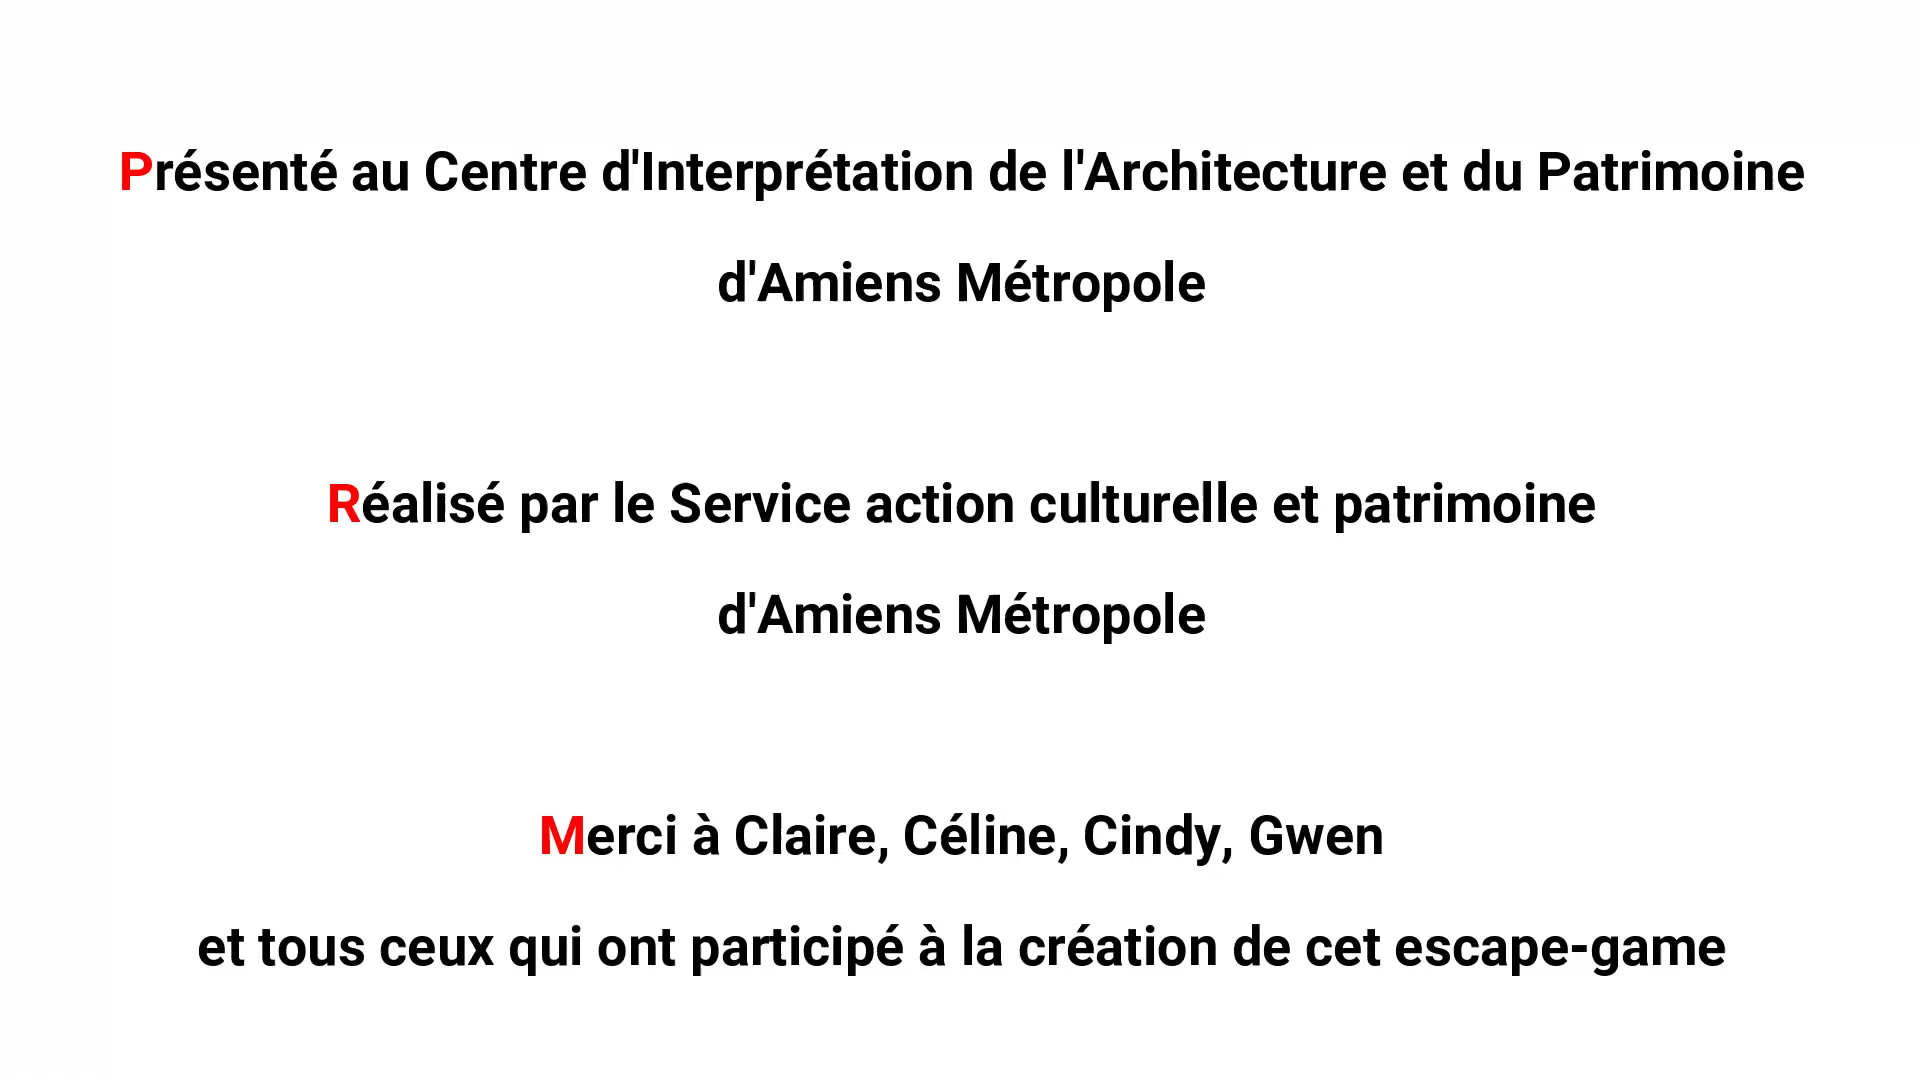 Présenté au Centre d'Interprétation de l'Architecture et du Patrimoine
d'Amiens Métropole
Réalisé par le Service action culturelle et patrimoine
d'Amiens Métropole
Merci à Claire, Céline, Cindy, Gwen
et tous ceux qui ont participé à la création de cet escape-game